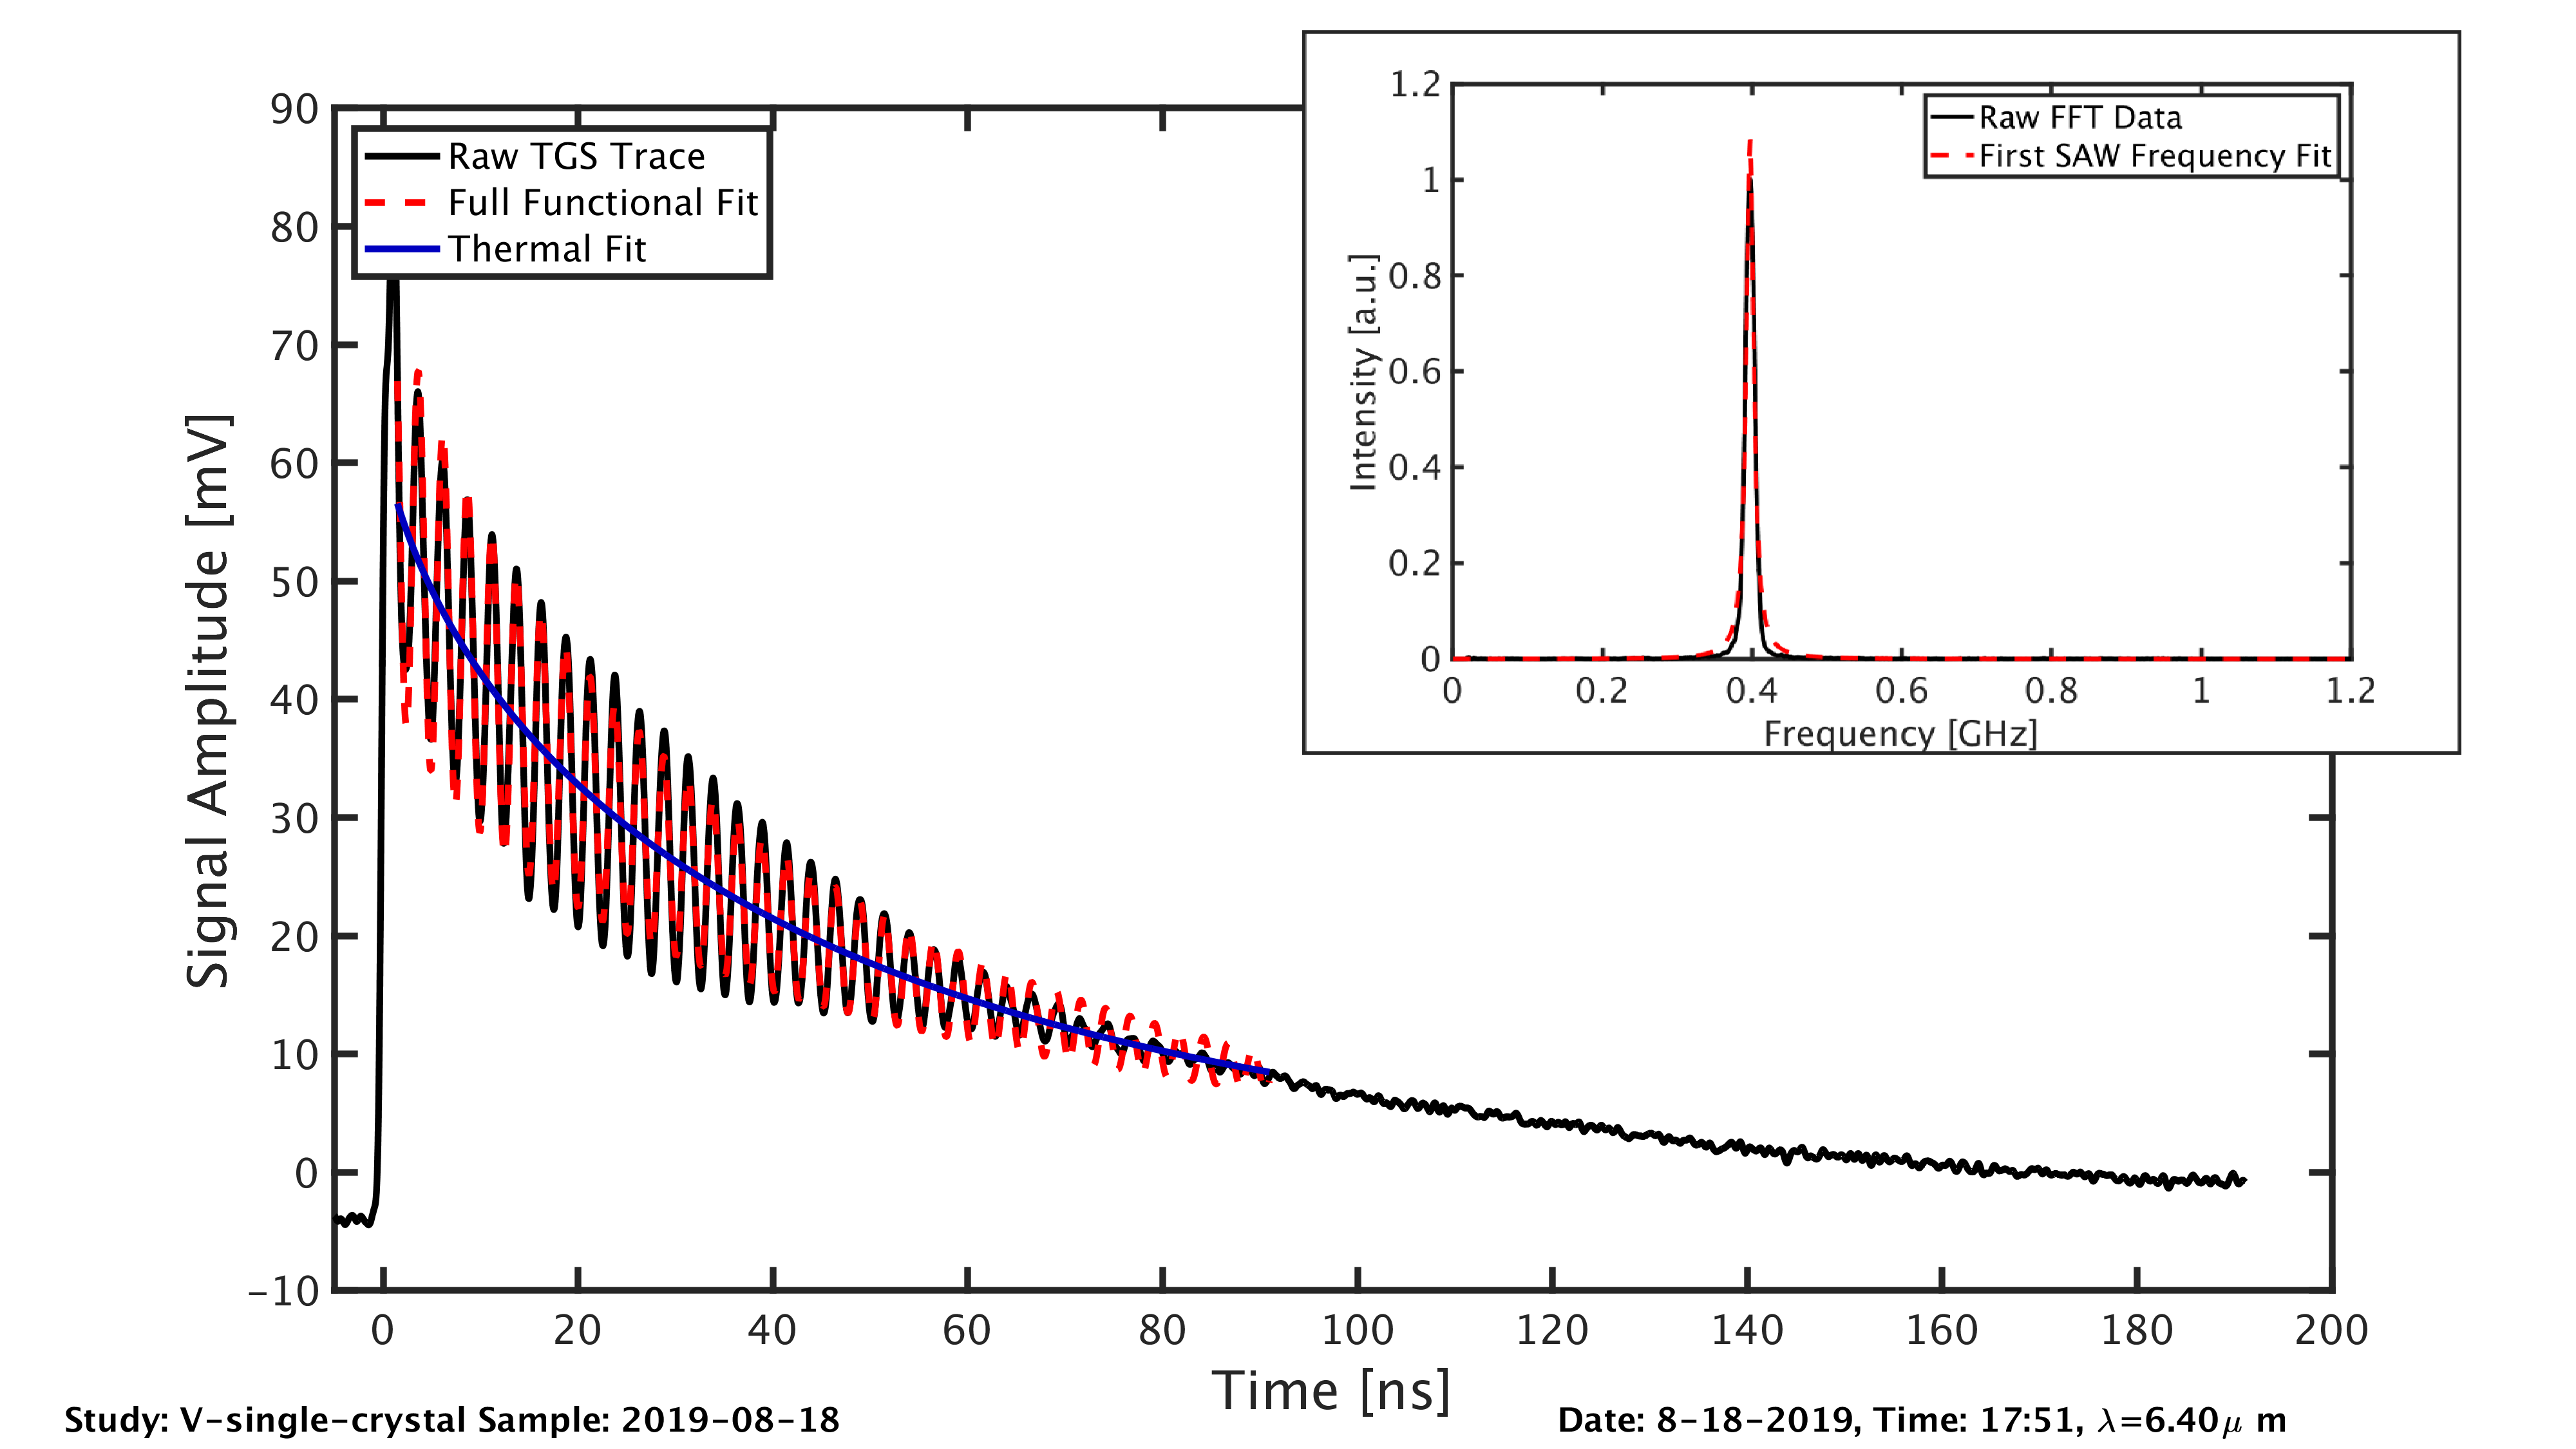 90
80
70
60
50
40
30
20
10
0
-10
Signal Amplitude [mV]
Raw TGS Trace
Full Functional Fit
Thermal Fit
0 20 40 60 80 100 120 140 160 180 200
Time [ns]
1.2
1
0.8
0.6
0.4
0.2
0
Intensity [a.u.]
Raw FFT Data
First SAW Frequency Fit
0 0.2 0.4 0.6 0.8 1 1.2
Frequency [GHz]
Study: V-single-crystal Sample: 2019-08-18
Date: 8-18-2019, Time: 17:51, λ=6.40μ m